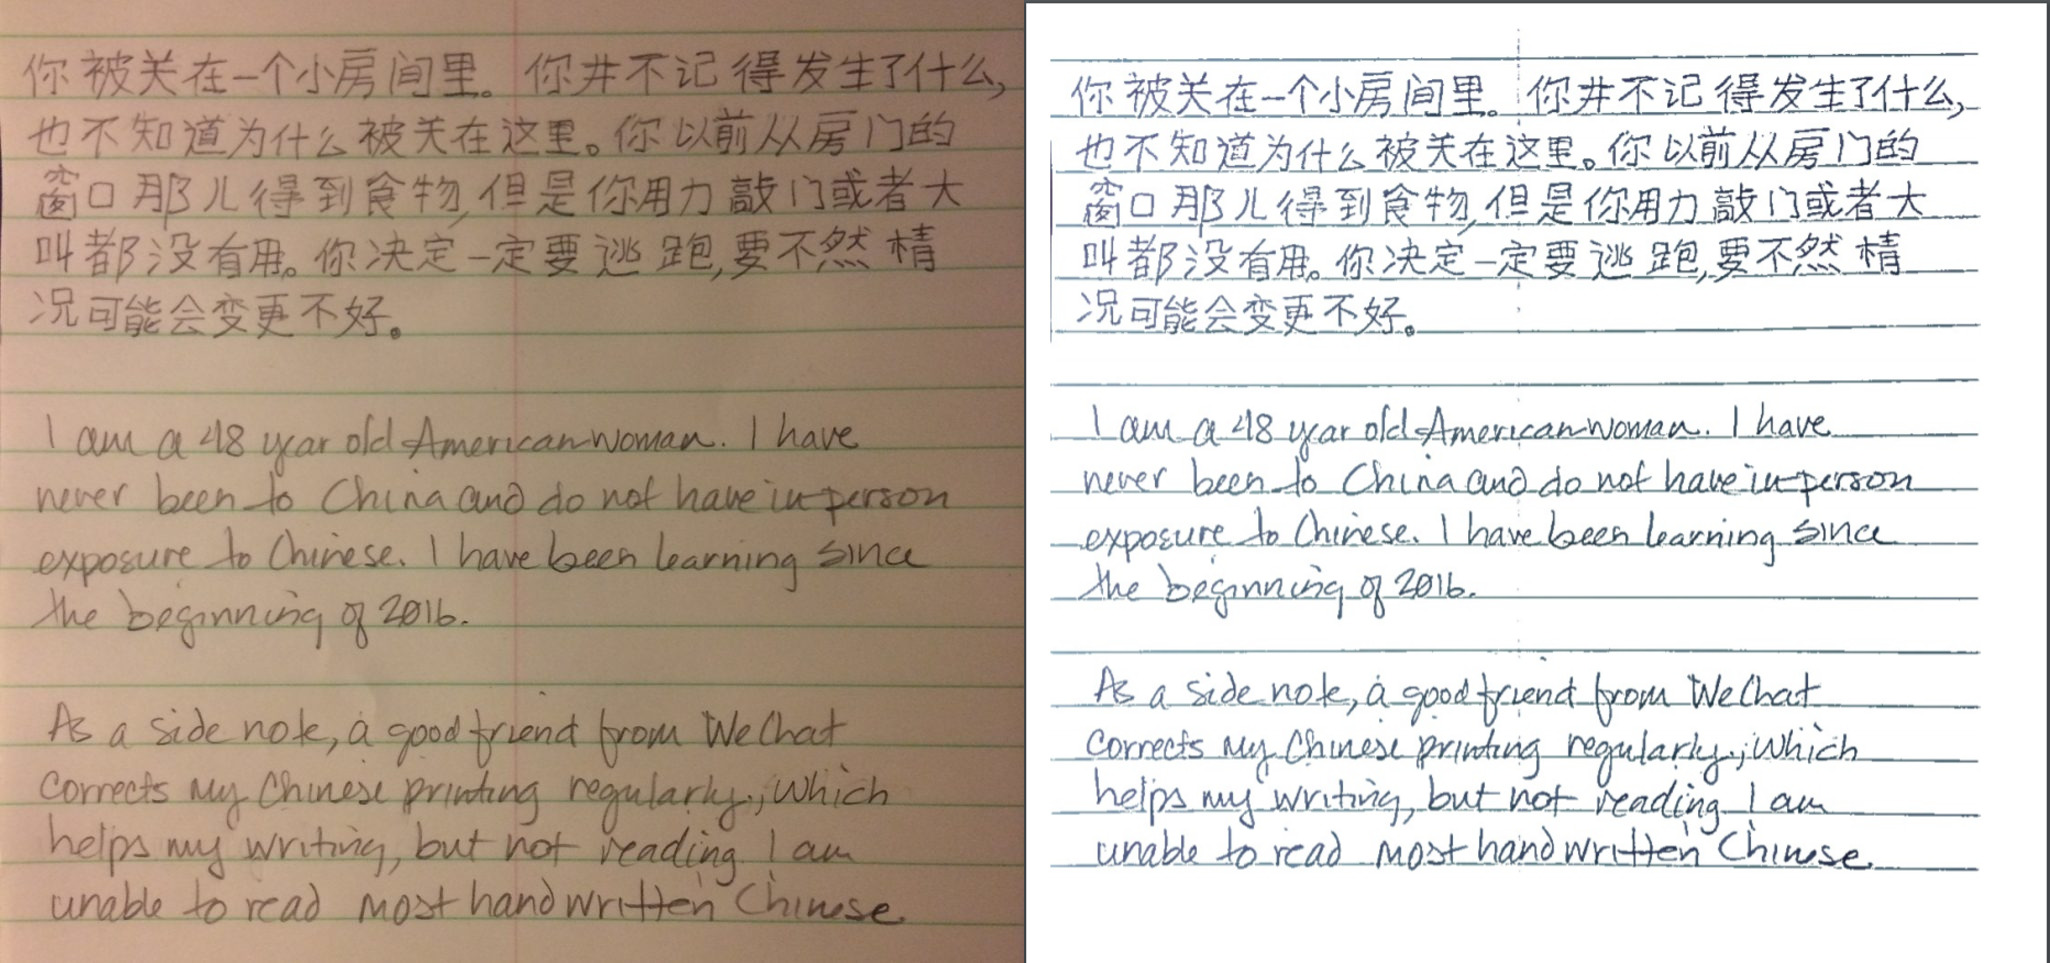 你被关在一个小房间里。你井不记得发生了什么,
也不知道为什么被关在这里。你以前从房门的
窗口那儿得到食物,但是你用力敲门或者大
叫都没有用。你决定一定要逃跑,要不然精
况可能会变更不好。
I am a 48 year old American woman. I have
never been to China and do not have in-person
exposure to Chinese. I have been learning since
the beginning of 2016.
As a side note, a good friend from WeChat
corrects my Chinese printing regularly, which
helps my writing, but not reading. I am
unable to read most handwritten Chinese.
你被关在一个小房间里。你井不记得发生了什么,
也不知道为什么被关在这里。你以前从房门的
窗口那儿得到食物,但是你用力敲门或者大
叫都没有用。你决定一定要逃跑,要不然精
况可能会变更不好。
I am a 48 year old American woman. I have
never been to China and do not have in-person
exposure to Chinese. I have been learning since
the beginning of 2016.
As a side note, a good friend from WeChat
corrects my Chinese printing regularly, which
helps my writing, but not reading. I am
unable to read most handwritten Chinese.